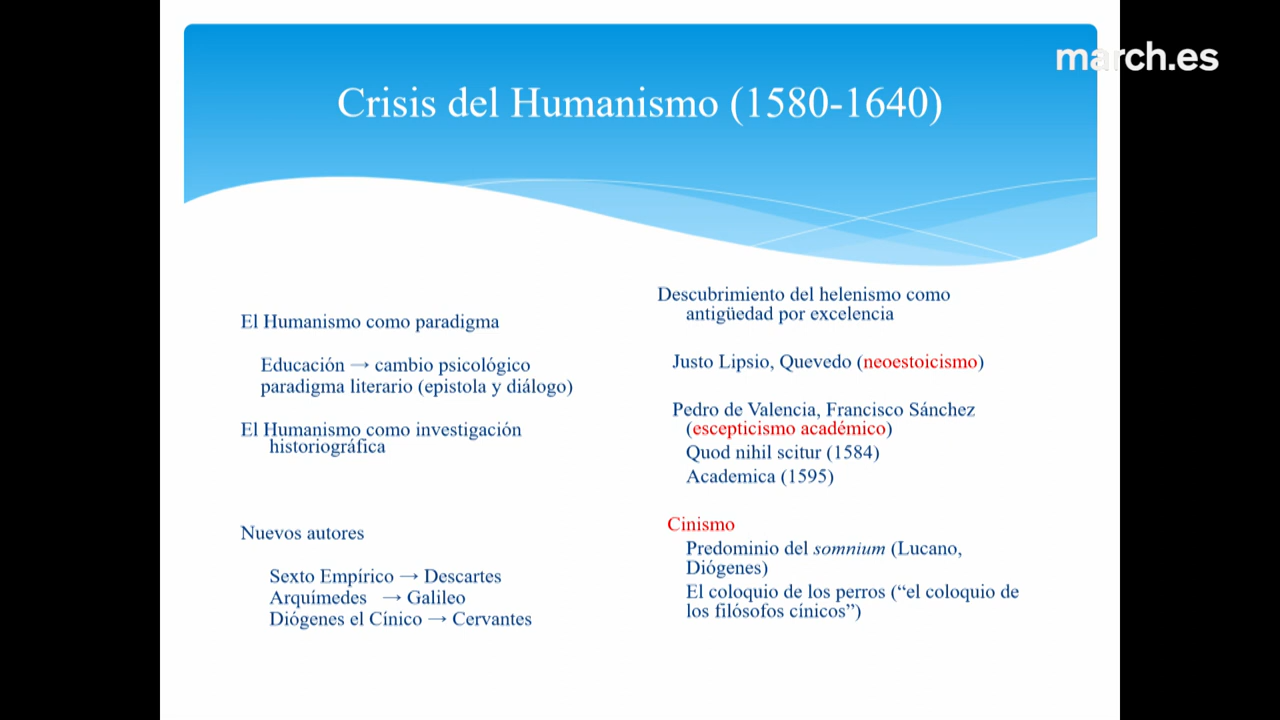 march.es
Crisis del Humanismo (1580-1640)
El Humanismo como paradigma
Educación → cambio psicológico
paradigma literario (epistola y diálogo)
El Humanismo como investigación
historiográfica
Nuevos autores
Sexto Empírico → Descartes
Arquímedes → Galileo
Diógenes el Cínico → Cervantes
Descubrimiento del helenismo como
antigüedad por excelencia
Justo Lipsio, Quevedo (neoestoicismo)
Pedro de Valencia, Francisco Sánchez
(escepticismo académico)
Quod nihil scitur (1584)
Academica (1595)
Cinismo
Predominio del somnium (Lucano,
Diógenes)
El coloquio de los perros (“el coloquio de
los filósofos cínicos”)